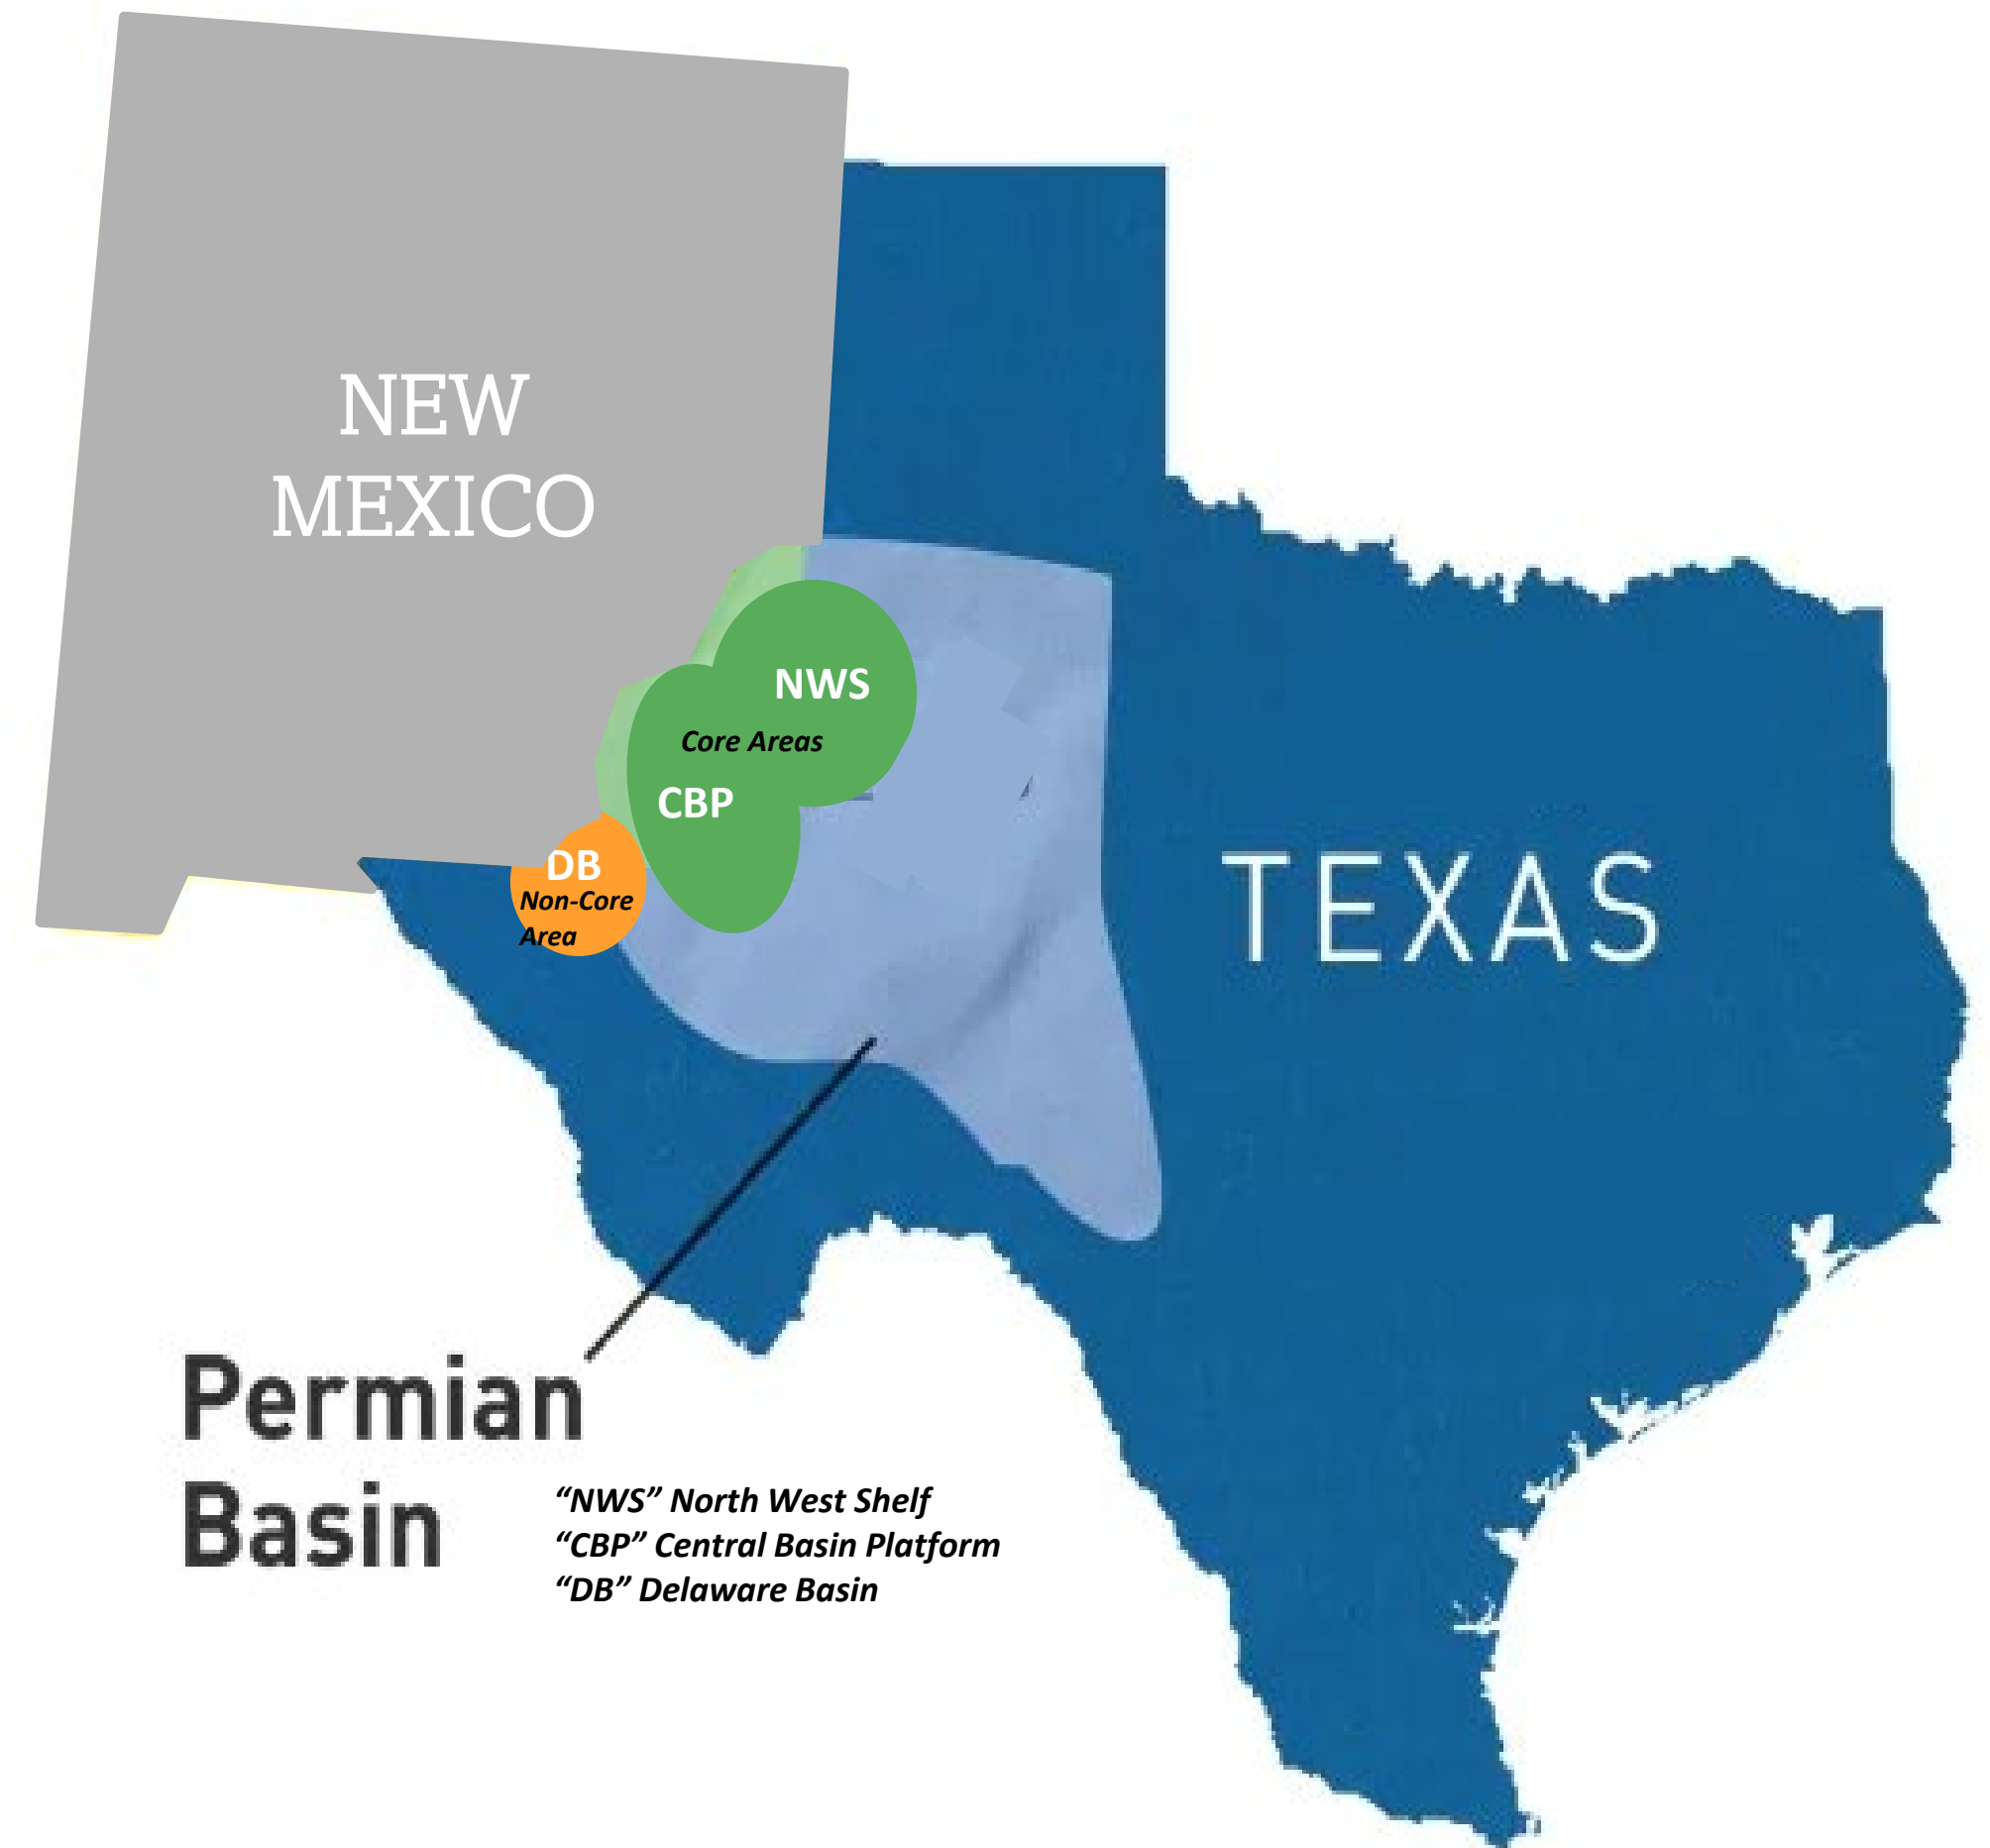 NEW
MEXICO
NWS
Core Areas
CBP
DB
Non-Core
Area
TEXAS
Permian
Basin
“NWS” North West Shelf
“CBP” Central Basin Platform
“DB” Delaware Basin